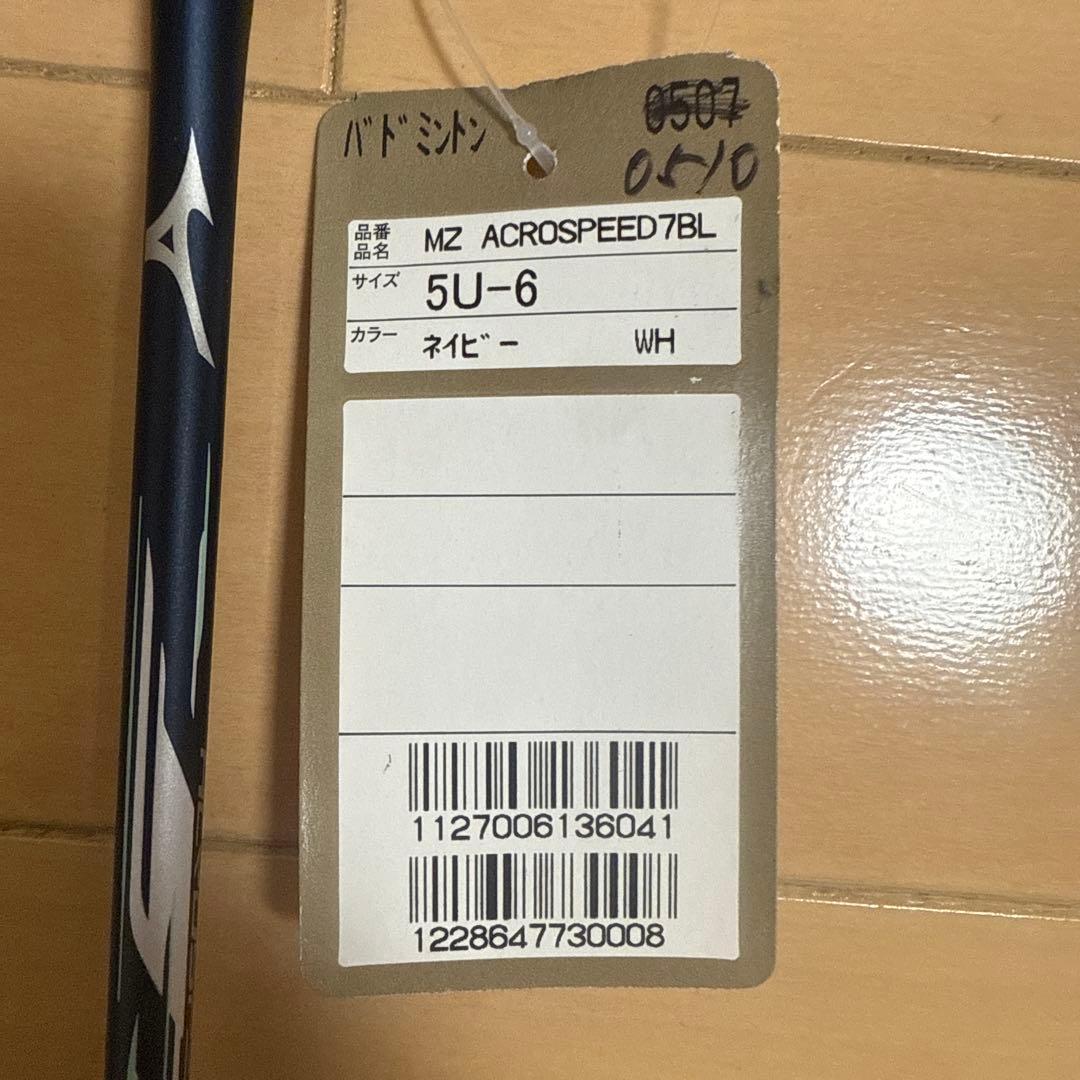 バドミントン
0507
0510
品番
品名
MZ ACROSPEED7BL
サイズ
5U-6
カラー
ネイビー WH
1127006136041
1228647730008